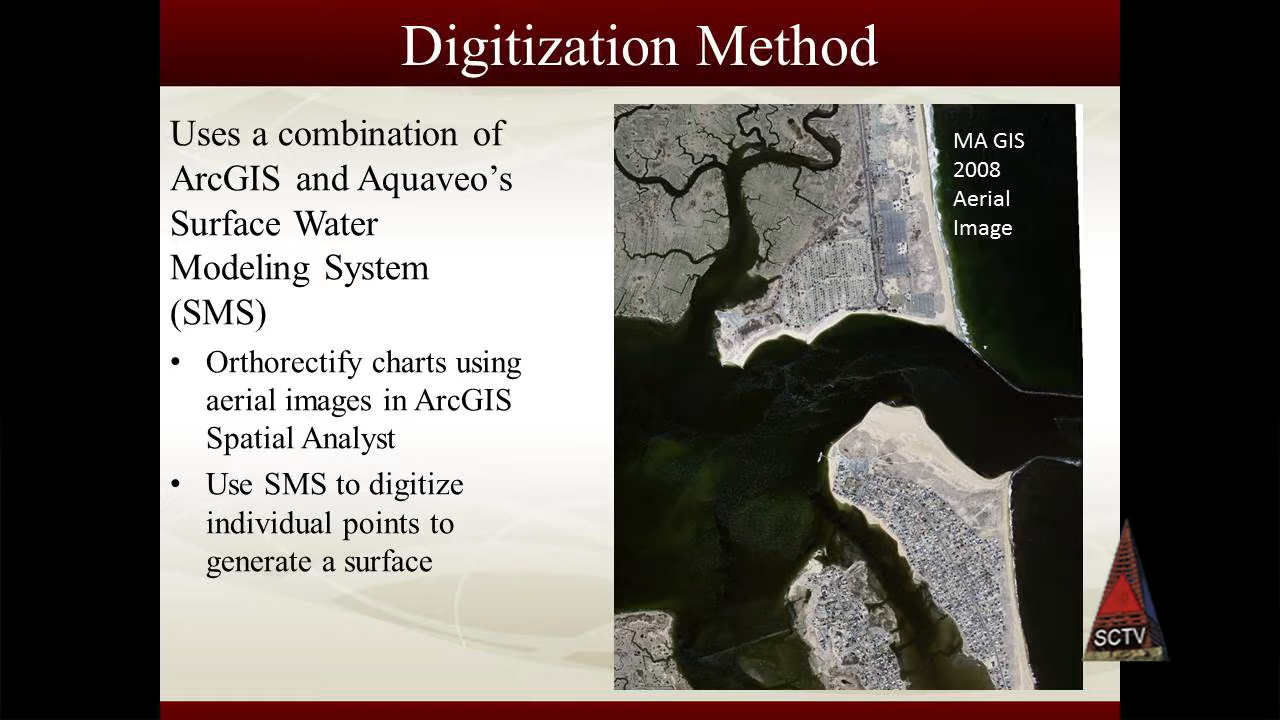 Digitization Method
Uses a combination of
ArcGIS and Aquaveo’s
Surface Water
Modeling System
(SMS)
• Orthorectify charts using
aerial images in ArcGIS
Spatial Analyst
• Use SMS to digitize
individual points to
generate a surface
MA GIS
2008
Aerial
Image
SCTV